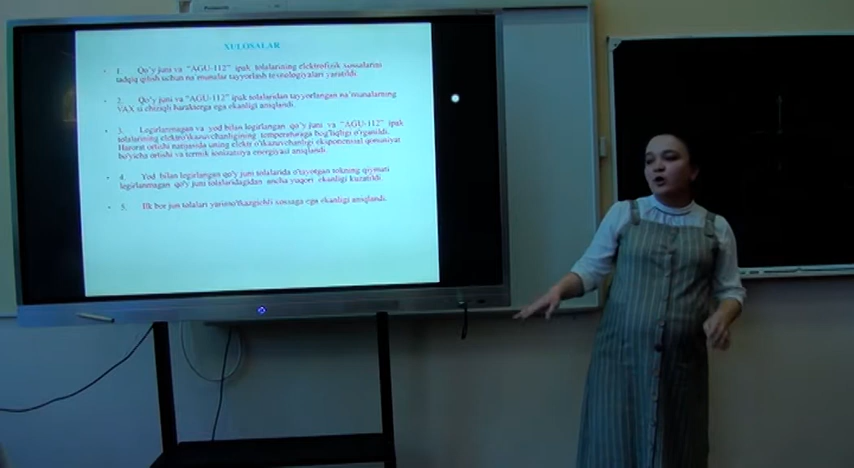 XULOSALAR
1. Qo'y juni va "AGU-112" ipak tolalarining elektrofizik xossalarini
tadqiq qilish uchun na'munalar tayyorlash texnologiyalari yaratildi.
2. Qo'y juni va "AGU-112" ipak tolalaridan tayyorlangan na'munalarning
VAX si chiziqli harakterga ega ekanligi aniqlandi.
3. Legirlanmagan va yod bilan legirlangan qo'y juni va "AGU-112" ipak
tolalarining elektro'tkazuvchanligining temperaturaga bog'liqligi o'rganildi.
Harorat ortishi natijasida uning elektr o'tkazuvchanligi eksponensial qonuniyat
bo'yicha ortishi va termik ionizatsiya energiyasi aniqlandi.
4. Yod bilan legirlangan qo'y juni tolalarida o'tayotgan tokning qiymati
legirlanmagan qo'y juni tolalaridagidan ancha yuqori ekanligi kuzatildi.
5. Ilk bor jun tolalari yarimo'tkazgichli xossaga ega ekanligi aniqlandi.